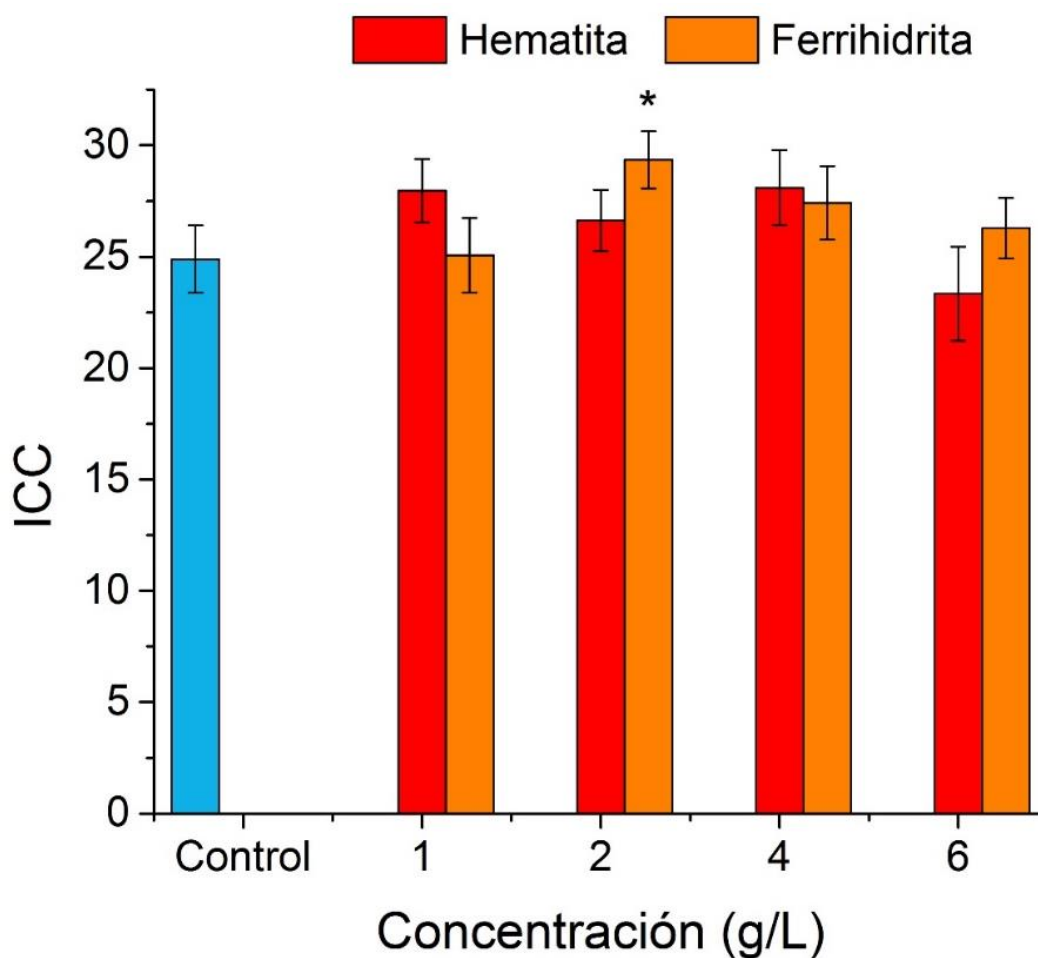 Hematita Ferrihidrita
*
30
25
20
15
10
5
0
ICC
Control 1 2 4 6
Concentración (g/L)